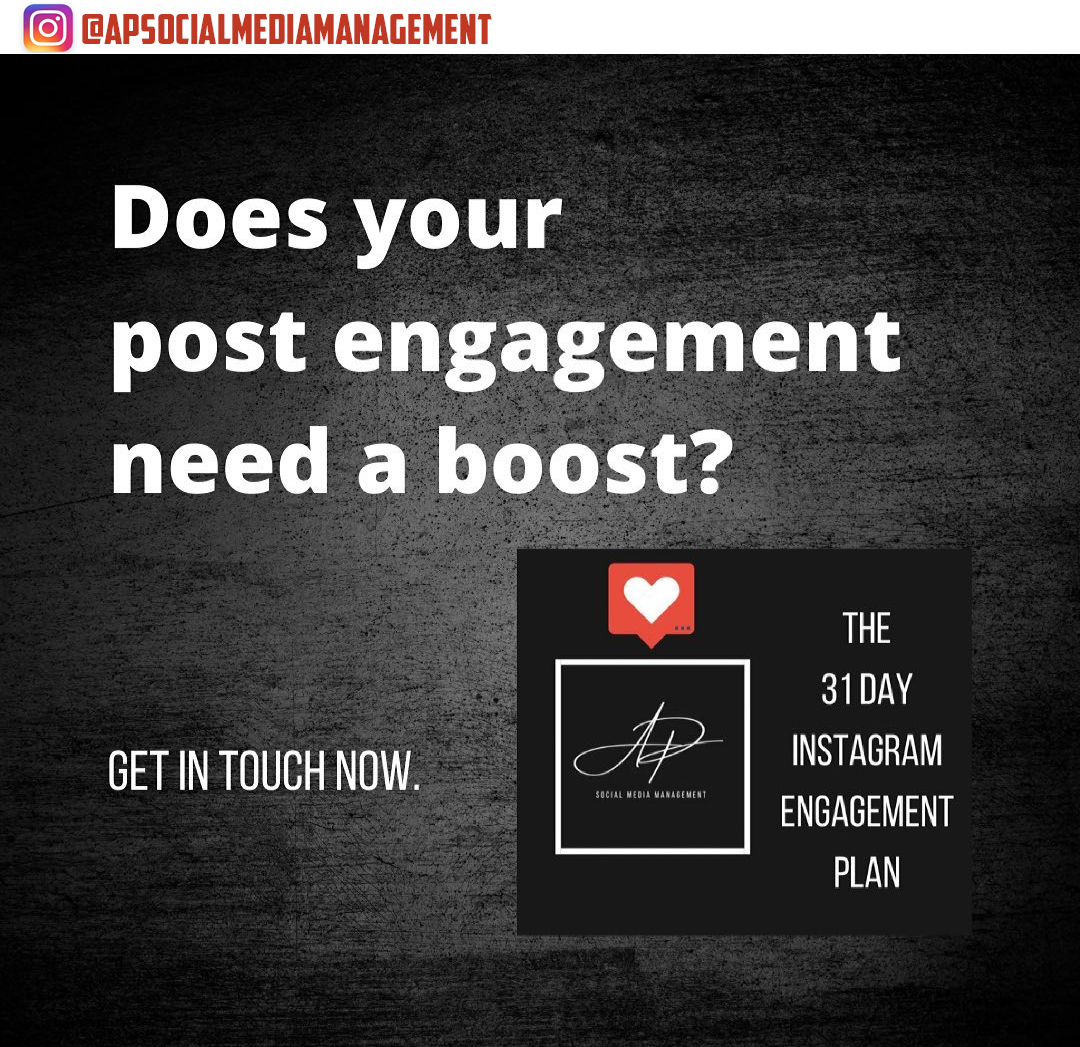 @APSOCIALMEDIAMANAGEMENT
Does your
post engagement
need a boost?
GET IN TOUCH NOW.
AP
SOCIAL MEDIA MANAGEMENT
THE
31 DAY
INSTAGRAM
ENGAGEMENT
PLAN